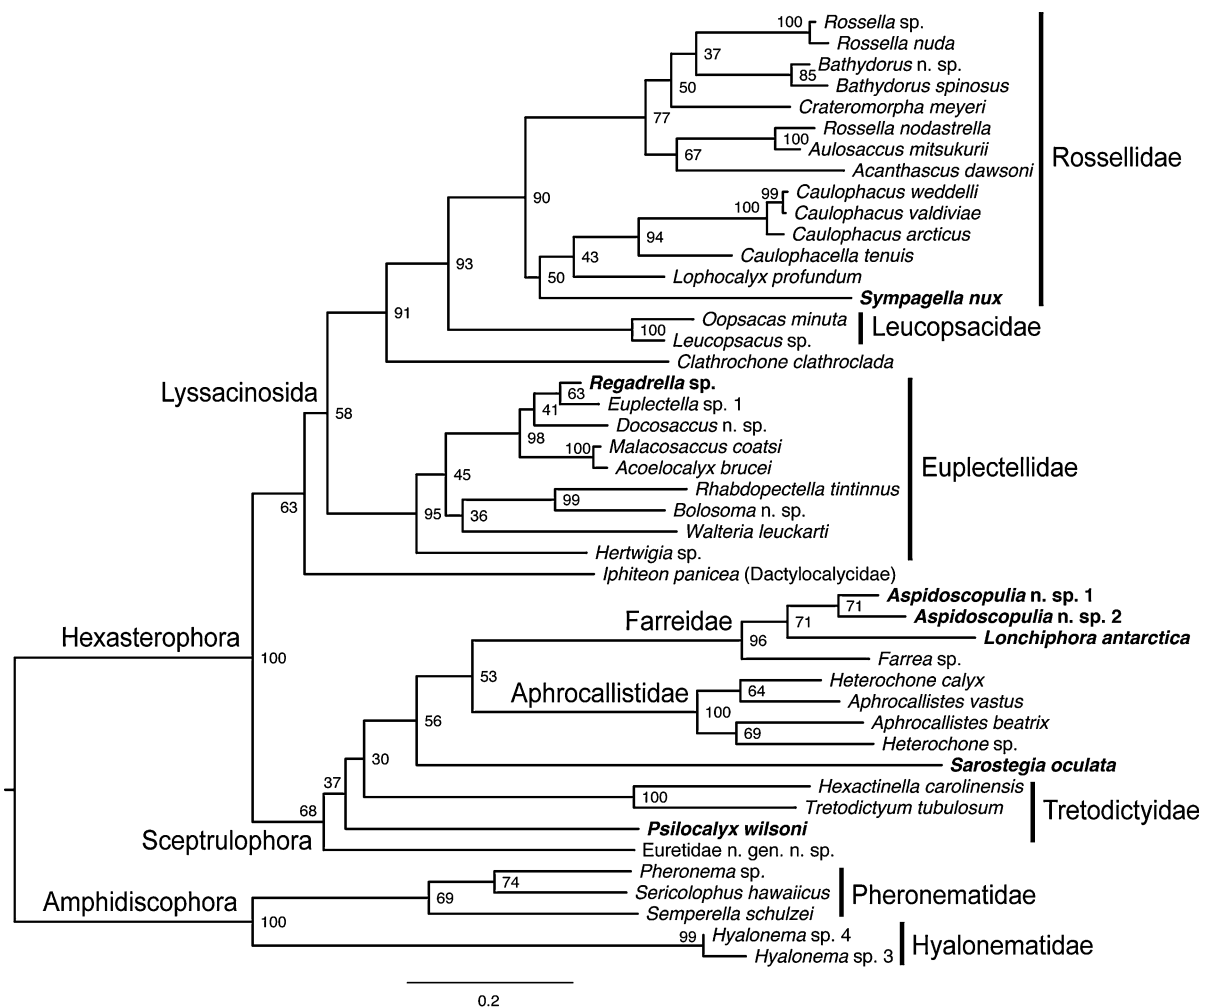 100
Rossella sp.
Rossella nuda
37
Bathydorus n. sp.
85
Bathydorus spinosus
50
Crateromorpha meyeri
77
Rossella nodastrella
100
Aulosaccus mitsukurii
67
Acanthascus dawsoni
Rossellidae
90
99
Caulophacus weddelli
100
Caulophacus valdiviae
Caulophacus arcticus
94
Caulophacella tenuis
43
Lophocalyx profundum
50
Sympagella nux
93
Oopsacas minuta
100
Leucopsacus sp.
Leucopsacidae
91
Clathrochone clathroclada
Lyssacinosida
58
Regadrella sp.
63
Euplectella sp. 1
41
Docosaccus n. sp.
98
Malacosaccus coatsi
100
Acoelocalyx brucei
45
Rhabdopectella tintinnus
99
Bolosoma n. sp.
36
Walteria leuckarti
95
Hertwigia sp.
Euplectellidae
63
Iphiteon panicea (Dactylocalycidae)
Hexasterophora
100
Farreidae
Aspidoscopulia n. sp. 1
71
Aspidoscopulia n. sp. 2
71
Lonchiphora antarctica
96
Farrea sp.
53
Aphrocallistidae
Heterochone calyx
64
Aphrocallistes vastus
100
Aphrocallistes beatrix
69
Heterochone sp.
56
Sarostegia oculata
30
Hexactinella carolinensis
100
Tretodictyum tubulosum
Tretodictyidae
37
Psilocalyx wilsoni
68
Sceptrulophora
Euretidae n. gen. n. sp.
Amphidiscophora
100
Pheronema sp.
74
Sericolophus hawaiicus
69
Semperella schulzei
Pheronematidae
99
Hyalonema sp. 4
Hyalonema sp. 3
Hyalonematidae
0.2